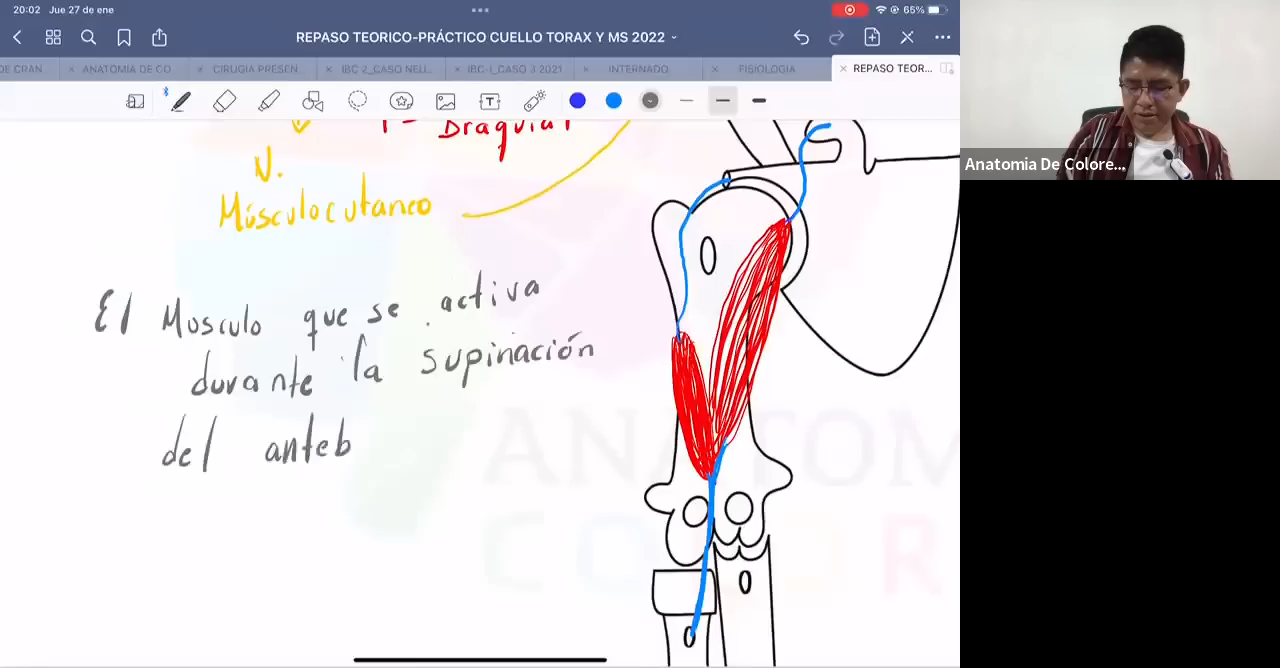 20:02 Jue 27 de ene
65%
REPASO TEORICO-PRÁCTICO CUELLO TORAX Y MS 2022
DE CRAN... ANATOMIA DE CO CIRUGIA PRESEN... IBC 2_CASO NELL... IBC-I_CASO 3 2021 INTERNADO FISIOLOGIA REPASO TEOR...
Braquial
N.
Músculocutaneo
El Musculo que se activa
durante la supinación
del anteb
ANATOM
C O O R
Anatomia De Colore...